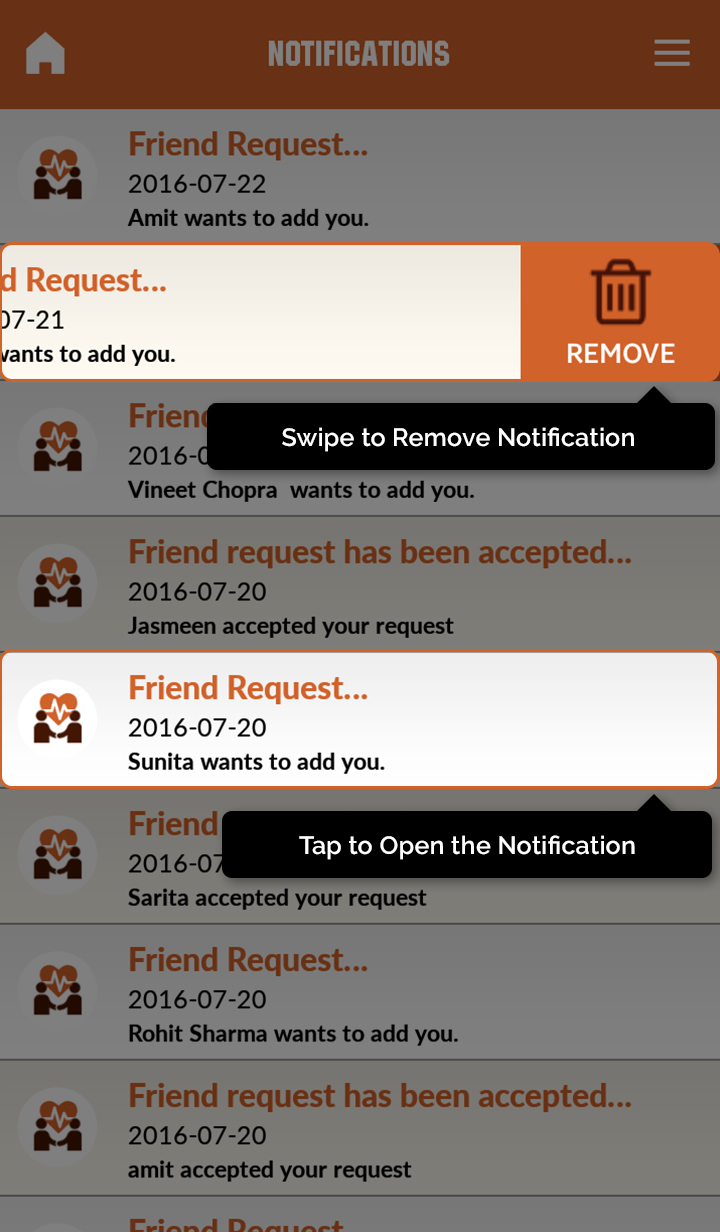 NOTIFICATIONS
Friend Request...
2016-07-22
Amit wants to add you.
d Request...
07-21
wants to add you.
REMOVE
Swipe to Remove Notification
Vineet Chopra  wants to add you.
Friend request has been accepted...
2016-07-20
Jasmeen accepted your request
Friend Request...
2016-07-20
Sunita wants to add you.
Friend
Tap to Open the Notification
2016-07
Sarita accepted your request
Friend Request...
2016-07-20
Rohit Sharma wants to add you.
Friend request has been accepted...
2016-07-20
amit accepted your request
Friend Request...